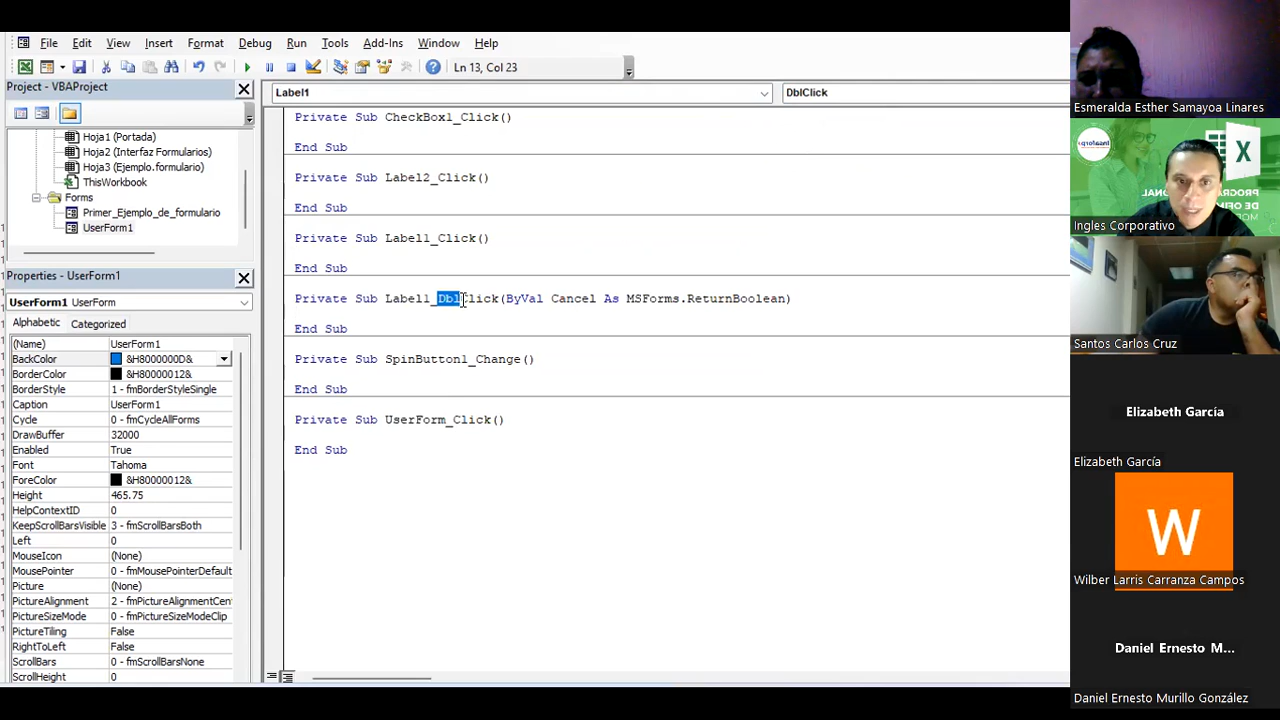 File Edit View Insert Format Debug Run Tools Add-Ins Window Help
Ln 13, Col 23
Project - VBAProject
Hoja1 (Portada)
Hoja2 (Interfaz Formularios)
Hoja3 (Ejemplo.formulario)
ThisWorkbook
Forms
Primer_Ejemplo_de_formulario
UserForm1
Properties - UserForm1
UserForm1 UserForm
Alphabetic Categorized
(Name) UserForm1
BackColor &H8000000D&
BorderColor &H80000012&
BorderStyle 1 - fmBorderStyleSingle
Caption UserForm1
Cycle 0 - fmCycleAllForms
DrawBuffer 32000
Enabled True
Font Tahoma
ForeColor &H80000012&
Height 465.75
HelpContextID 0
KeepScrollBarsVisible 3 - fmScrollBarsBoth
Left 0
MouseIcon (None)
MousePointer 0 - fmMousePointerDefault
Picture (None)
PictureAlignment 2 - fmPictureAlignmentCen
PictureSizeMode 0 - fmPictureSizeModeClip
PictureTiling False
RightToLeft False
ScrollBars 0 - fmScrollBarsNone
ScrollHeight 0
Label1 DblClick
Private Sub CheckBox1_Click()
End Sub
Private Sub Label2_Click()
End Sub
Private Sub Label1_Click()
End Sub
Private Sub Label1_DblClick(ByVal Cancel As MSForms.ReturnBoolean)
End Sub
Private Sub SpinButton1_Change()
End Sub
Private Sub UserForm_Click()
End Sub
Esmeralda Esther Samayoa Linares
Ingles Corporativo
Santos Carlos Cruz
Elizabeth García
Elizabeth García
W
Wilber Larris Carranza Campos
Daniel Ernesto M...
Daniel Ernesto Murillo González